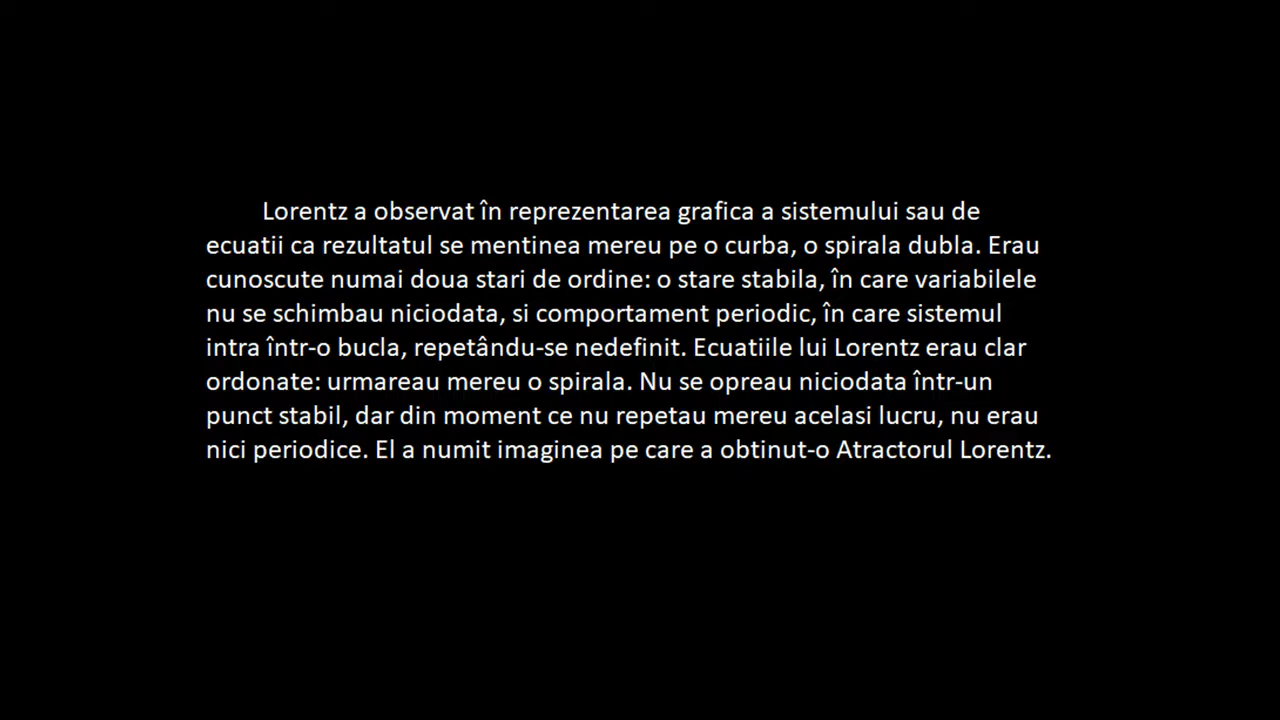 Lorentz a observat în reprezentarea grafica a sistemului sau de
ecuatii ca rezultatul se mentinea mereu pe o curba, o spirala dubla. Erau
cunoscute numai doua stari de ordine: o stare stabila, în care variabilele
nu se schimbau niciodata, si comportament periodic, în care sistemul
intra într-o bucla, repetându-se nedefinit. Ecuatiile lui Lorentz erau clar
ordonate: urmareau mereu o spirala. Nu se opreau niciodata într-un
punct stabil, dar din moment ce nu repetau mereu acelasi lucru, nu erau
nici periodice. El a numit imaginea pe care a obtinut-o Atractorul Lorentz.